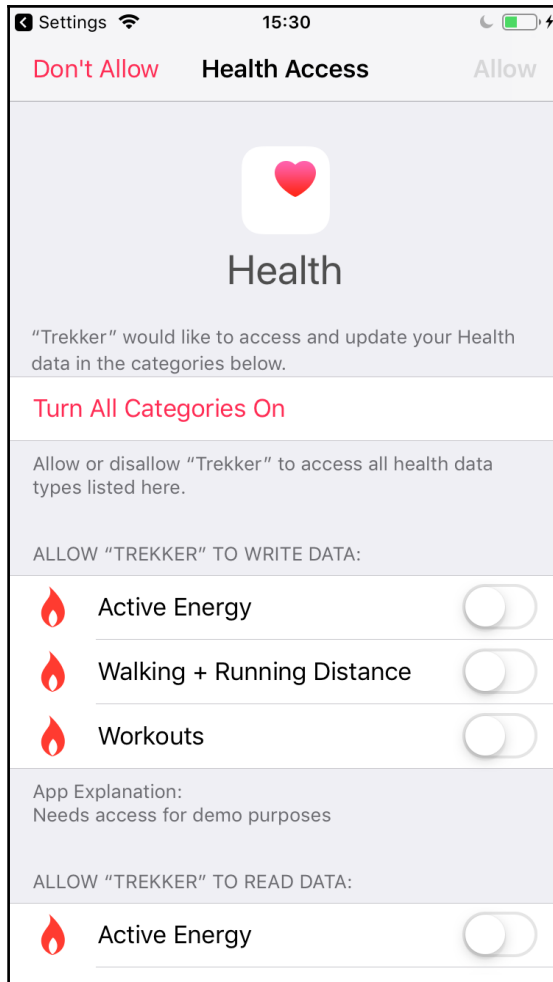 Settings 15:30
Don't Allow Health Access Allow
Health
“Trekker” would like to access and update your Health
data in the categories below.
Turn All Categories On
Allow or disallow “Trekker” to access all health data
types listed here.
ALLOW “TREKKER” TO WRITE DATA:
Active Energy
Walking + Running Distance
Workouts
App Explanation:
Needs access for demo purposes
ALLOW “TREKKER” TO READ DATA:
Active Energy